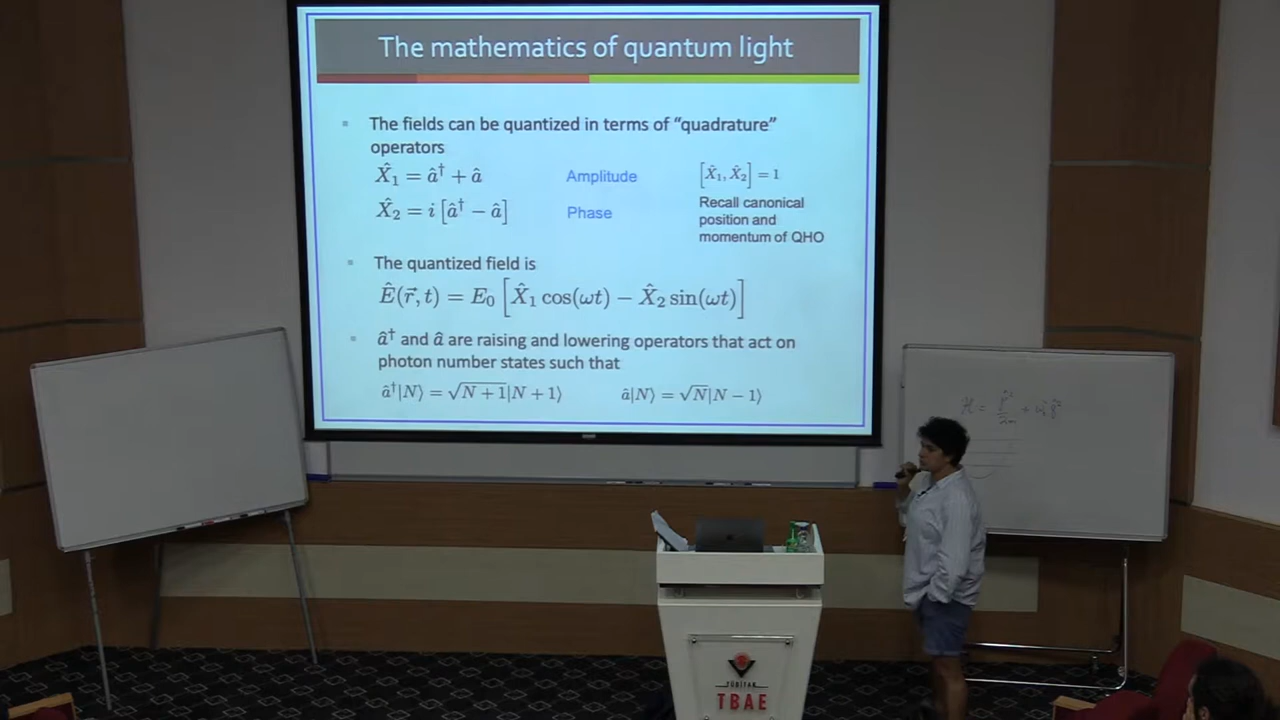 The mathematics of quantum light
▪ The fields can be quantized in terms of “quadrature”
operators
X̂₁ = â† + â
Amplitude
[X̂₁, X̂₂] = 1
X̂₂ = i [â† − â]
Phase
Recall canonical
position and
momentum of QHO
▪ The quantized field is
Ê(r⃗, t) = E₀ [X̂₁ cos(ωt) − X̂₂ sin(ωt)]
▪ ↠and â are raising and lowering operators that act on
photon number states such that
â†|N⟩ = √(N + 1)|N + 1⟩
â|N⟩ = √N|N − 1⟩
TÜBİTAK
TBAE